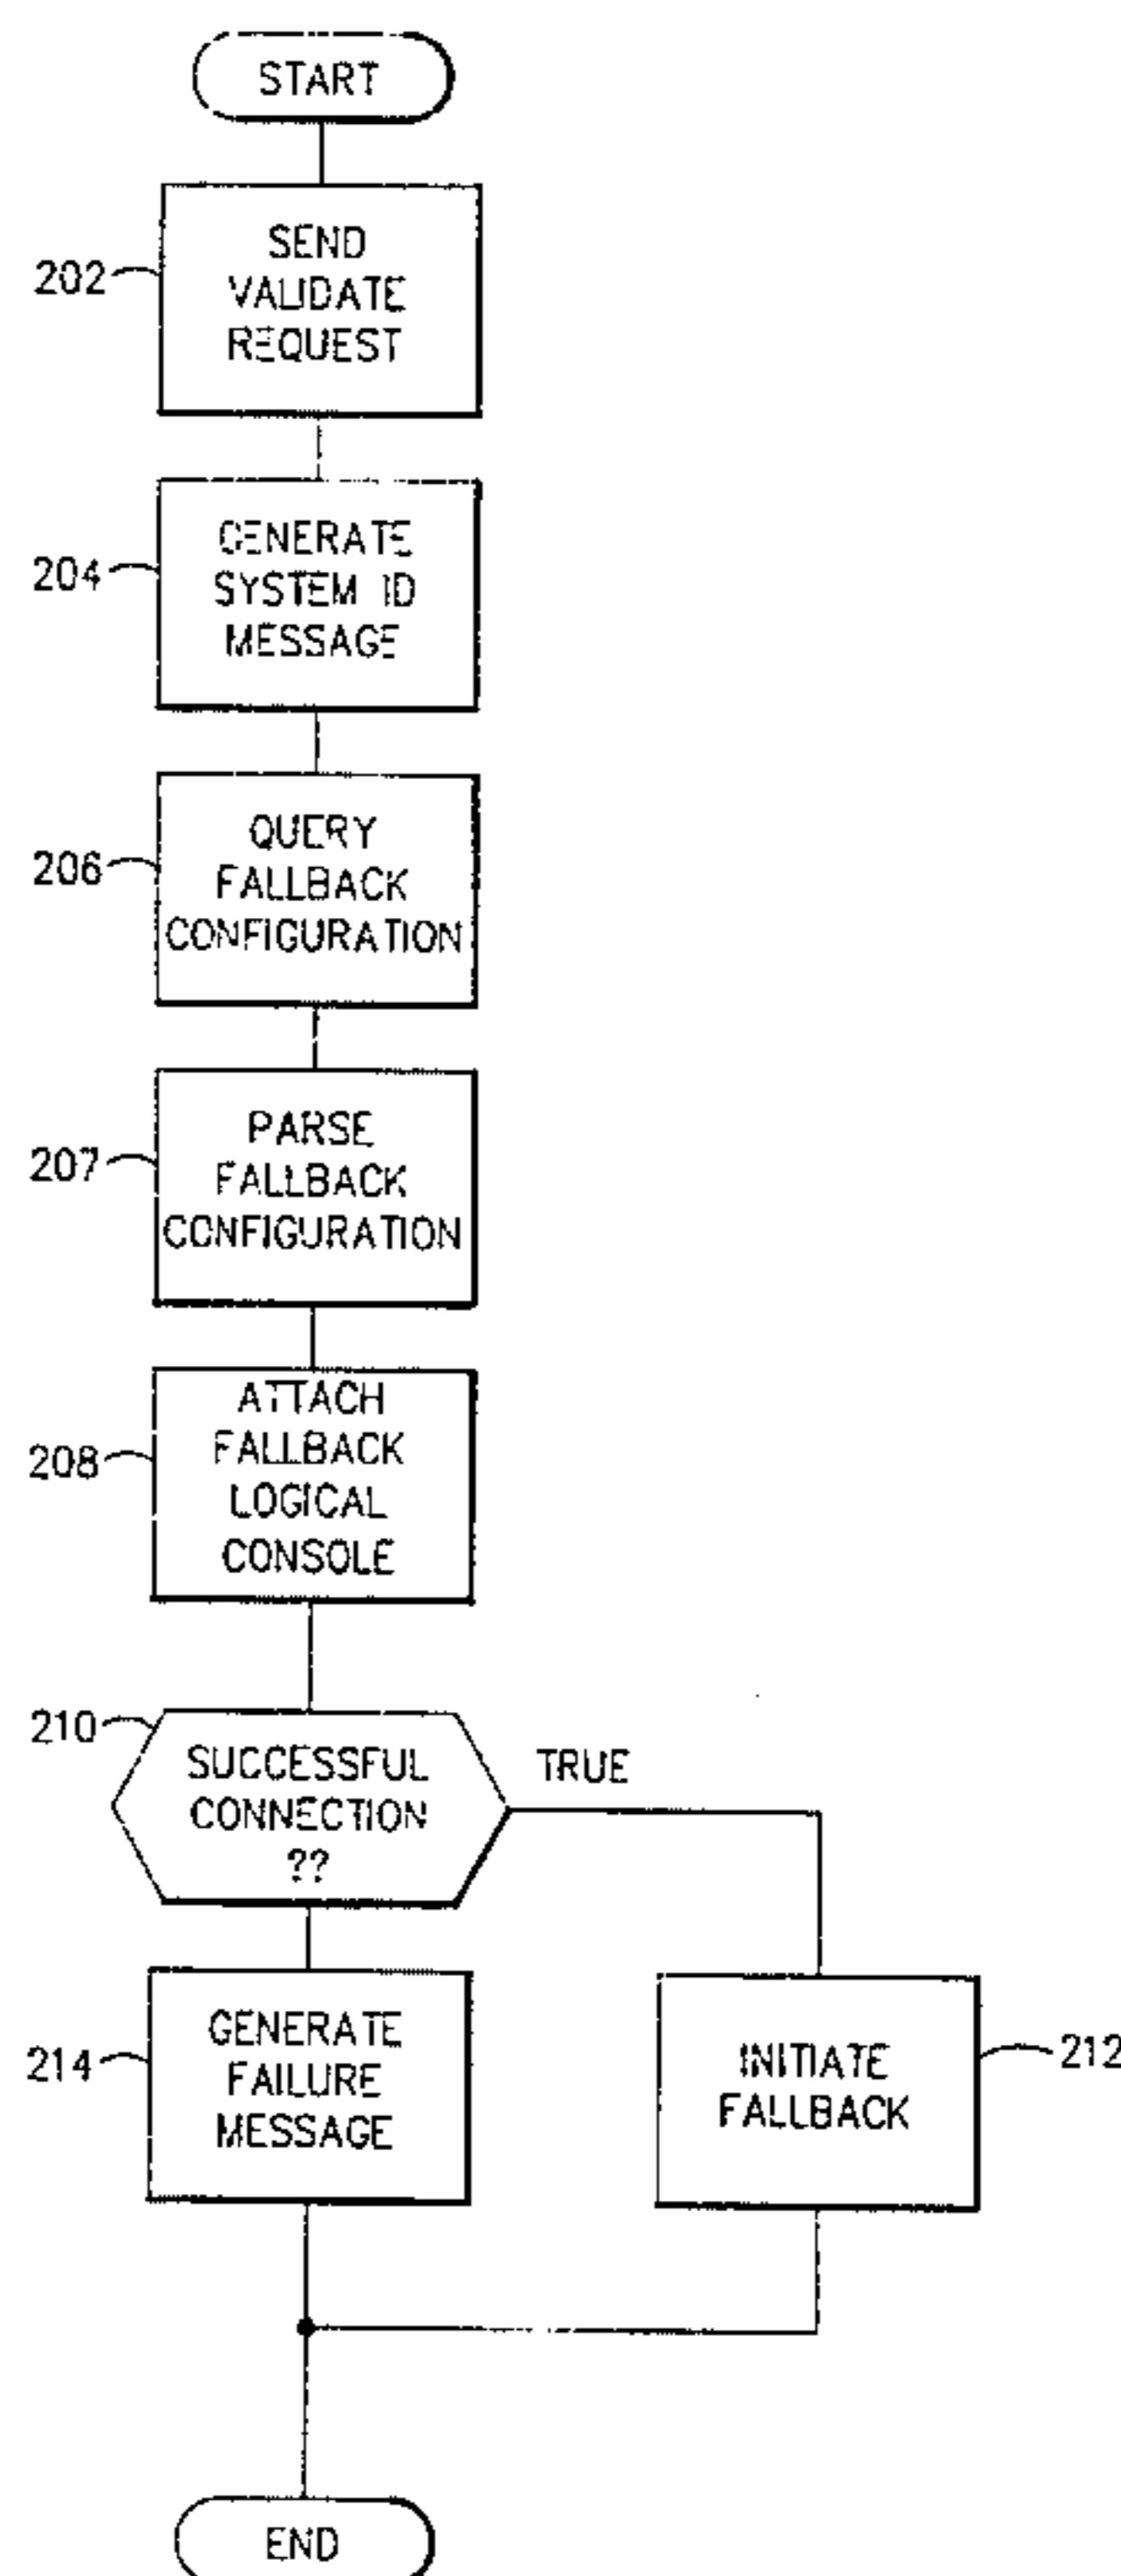 START
202
SEND
VALIDATE
REQUEST
204
GENERATE
SYSTEM ID
MESSAGE
206
QUERY
FALLBACK
CONFIGURATION
207
PARSE
FALLBACK
CONFIGURATION
208
ATTACH
FALLBACK
LOGICAL
CONSOLE
210
SUCCESSFUL
CONNECTION
??
TRUE
214
GENERATE
FAILURE
MESSAGE
INITIATE
FALLBACK
212
END